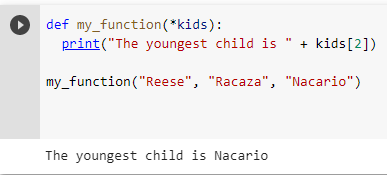 def my_function(*kids):
  print("The youngest child is " + kids[2])
my_function("Reese", "Racaza", "Nacario")
The youngest child is Nacario